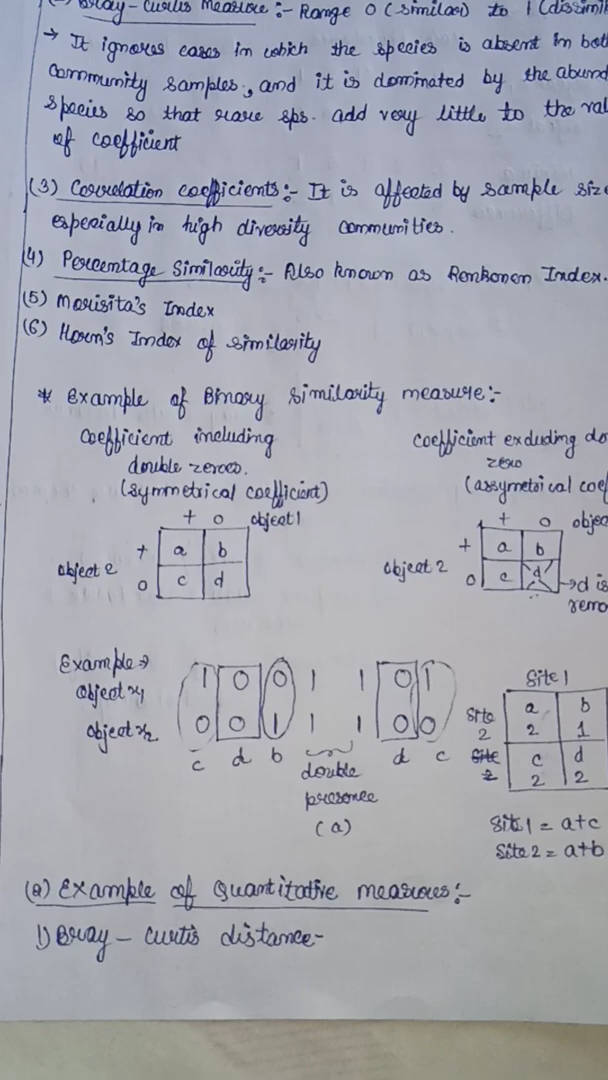 Bray-Curtis Measure :- Range 0 (similar) to 1 (dissimil
→ It ignores cases in which the species is absent in bot
community samples, and it is dominated by the abund
species so that rare sps. add very little to the val
of coefficient
(3) Correlation coefficients :- It is affected by sample size
especially in high diversity communities.
(4) Percentage Similarity :- Also known as Renkonen Index.
(5) Morisita's Index
(6) Horn's Index of similarity
* Example of Binary similarity measure :-
coefficient including
double zeroes.
(symmetrical coefficient)
+ 0 object 1
object 2 + a b
0 c d
coefficient excluding do
zero
(assymetrical coef
+ 0 objec
object 2 + a b
0 c d
→ d is
remo
Example →
object x1 1 0 0 1 1 0 1
object x2 0 0 1 1 1 0 0
c d b double d c
presence
(a)
Site 1
Site 2 a b
2 1
c d
2 2
Site 1 = a+c
Site 2 = a+b
(a) Example of Quantitative measures :-
1) Bray - Curtis distance -